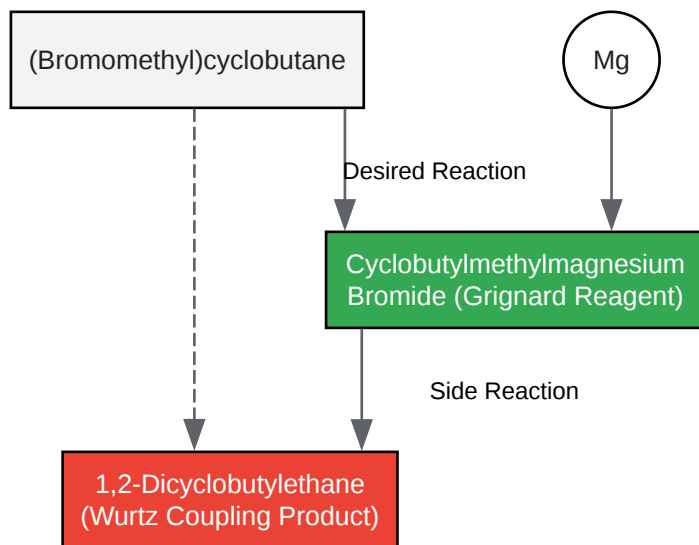 (Bromomethyl)cyclobutane
Mg
Desired Reaction
Cyclobutylmethylmagnesium
Bromide (Grignard Reagent)
Side Reaction
1,2-Dicyclobutylethane
(Wurtz Coupling Product)